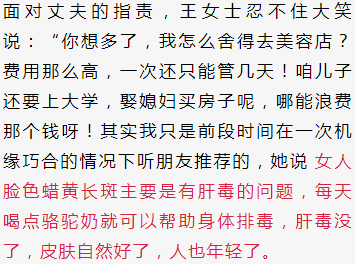 面对丈夫的指责，王女士忍不住大笑
说：“你想多了，我怎么舍得去美容店？
费用那么高，一次还只能管几天！咱儿子
还要上大学，娶媳妇买房子呢，哪能浪费
那个钱呀！其实我只是前段时间在一次机
缘巧合的情况下听朋友推荐的，她说 女人
脸色蜡黄长斑主要是有肝毒的问题，每天
喝点骆驼奶就可以帮助身体排毒，肝毒没
了，皮肤自然好了，人也年轻了。